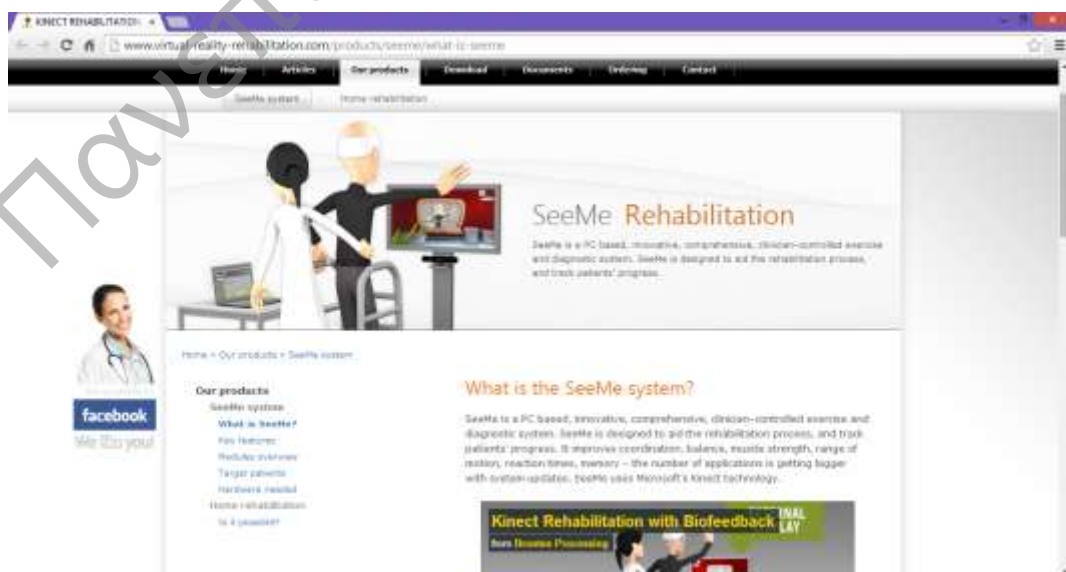 KINECT REHABILITATION
www.virtual-reality-rehabilitation.com/products/seeme/what-is-seeme
Home Articles Our products Download Documents Ordering Contact
SeeMe system Home rehabilitation
Πανεπ
SeeMe Rehabilitation
SeeMe is a PC based, innovative, comprehensive, clinician-controlled exercise
and diagnostic system. SeeMe is designed to aid the rehabilitation process,
and track patients' progress.
Home > Our products > SeeMe system
Our products
SeeMe system
What is SeeMe?
Key features
Modules overview
Target patients
Hardware needed
Home rehabilitation
Is it possible?
facebook
We like you!
What is the SeeMe system?
SeeMe is a PC based, innovative, comprehensive, clinician-controlled exercise and
diagnostic system. SeeMe is designed to aid the rehabilitation process, and track
patients' progress. It improves coordination, balance, muscle strength, range of
motion, reaction times, memory – the number of applications is getting bigger
with system updates. SeeMe uses Microsoft's Kinect technology.
Kinect Rehabilitation with Biofeedback
from Brontes Processing